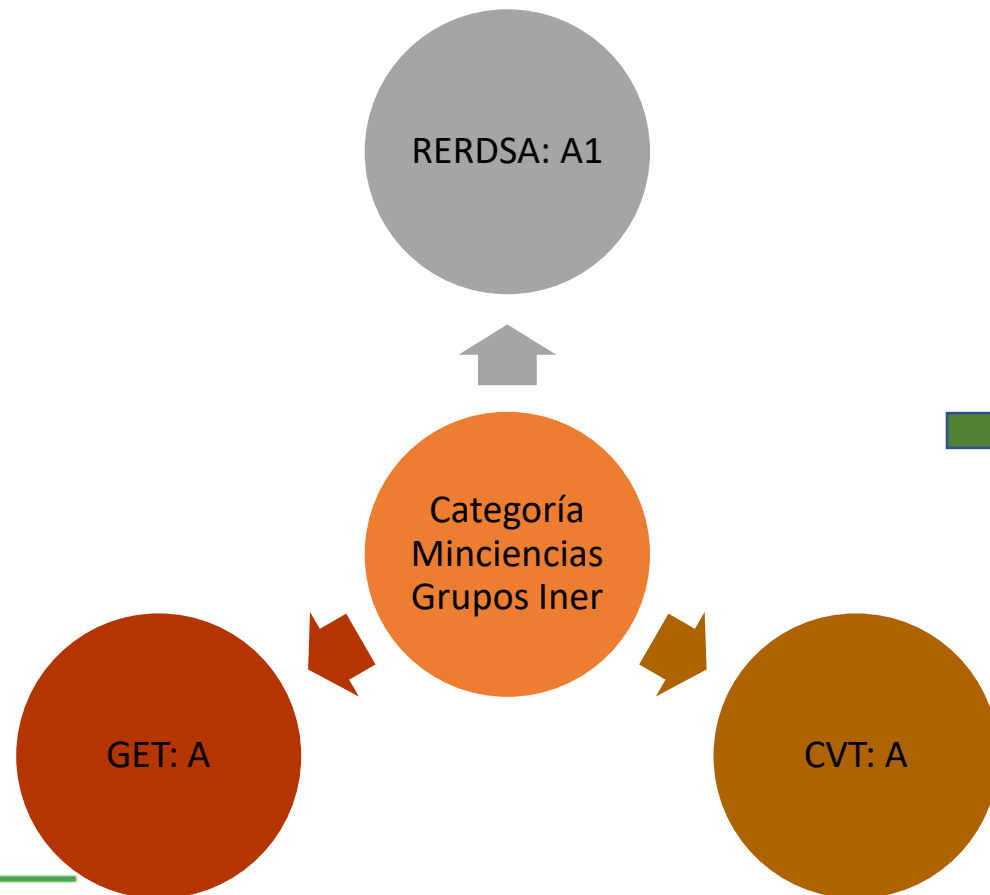 RERDSA: A1
Categoría
Minciencias
Grupos Iner
GET: A
CVT: A